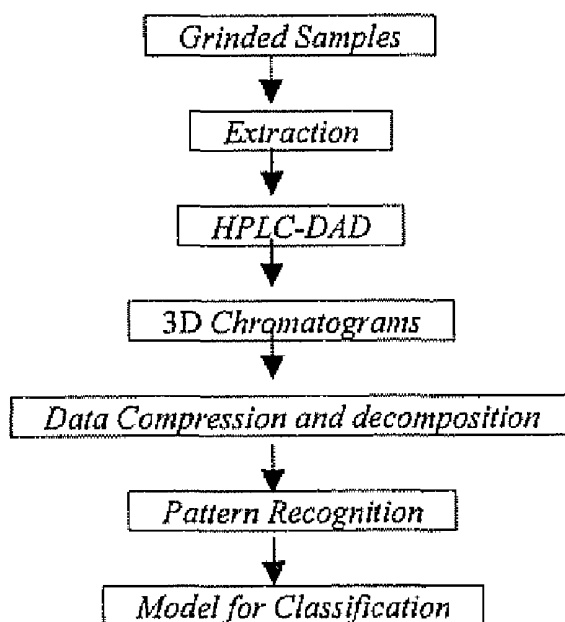 Grinded Samples
Extraction
HPLC-DAD
3D Chromatograms
Data Compression and decomposition
Pattern Recognition
Model for Classification